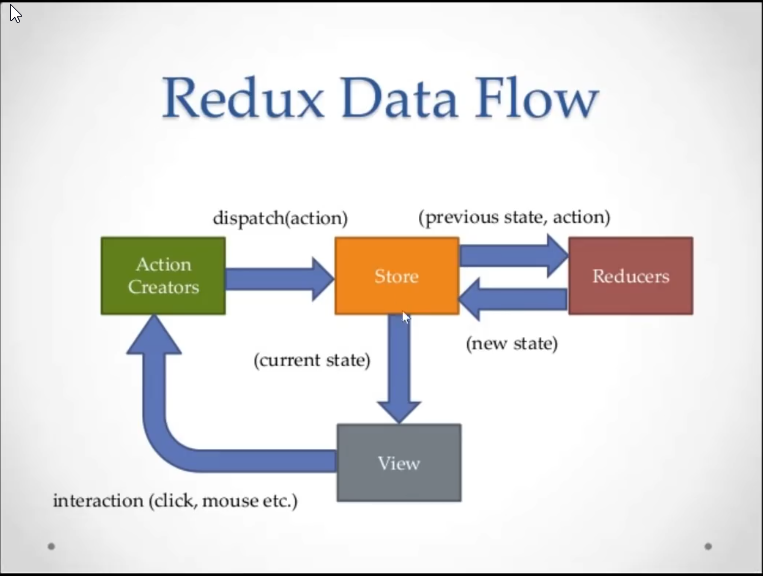 Redux Data Flow
dispatch(action)
(previous state, action)
Action
Creators
Store
Reducers
(new state)
(current state)
View
interaction (click, mouse etc.)